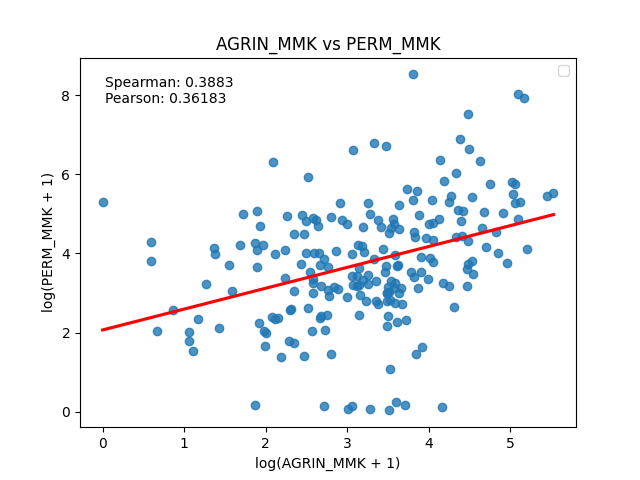 AGRIN_MMK vs PERM_MMK
Spearman: 0.3883
Pearson: 0.36183
log(PERM_MMK + 1)
8
6
4
2
0
0 1 2 3 4 5
log(AGRIN_MMK + 1)